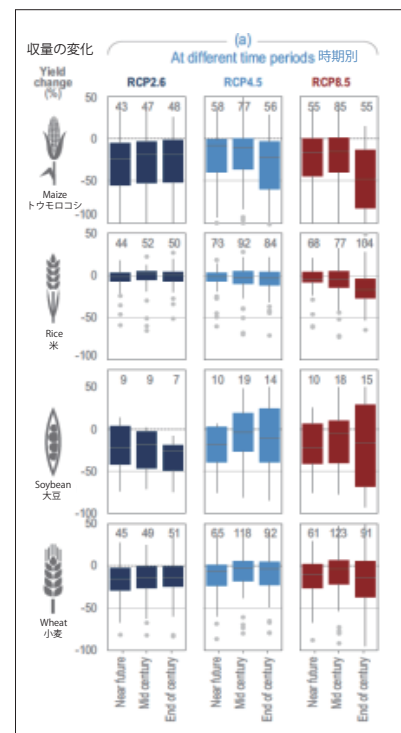 収量の変化
(a)
At different time periods 時期別
Yield
change
(%)
RCP2.6
RCP4.5
RCP8.5
50
43 47 48
58 77 56
55 85 55
0
-50
-100
Maize
トウモロコシ
50
44 52 50
73 92 84
68 77 104
0
-50
-100
Rice
米
50
9 9 7
10 19 14
10 18 15
0
-50
-100
Soybean
大豆
50
45 49 51
65 118 92
61 123 91
0
-50
-100
Wheat
小麦
Near future
Mid century
End of century
Near future
Mid century
End of century
Near future
Mid century
End of century